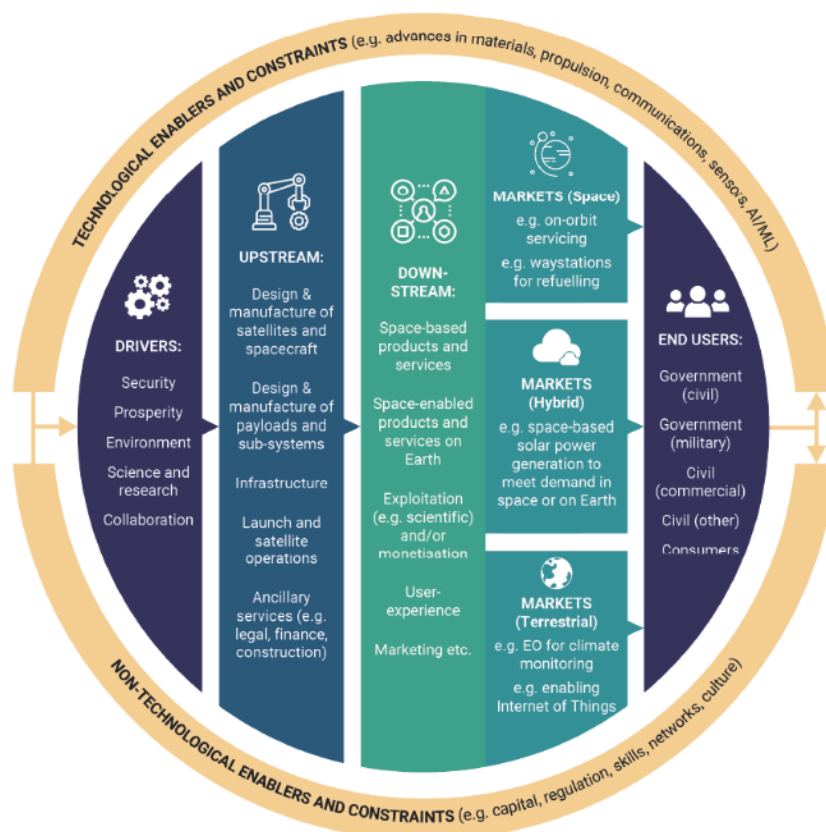 TECHNOLOGICAL ENABLERS AND CONSTRAINTS (e.g. advances in materials, propulsion, communications, sensors, AI/ML)
DRIVERS:
Security
Prosperity
Environment
Science and
research
Collaboration
UPSTREAM:
Design &
manufacture of
satellites and
spacecraft
Design &
manufacture of
payloads and
sub-systems
Infrastructure
Launch and
satellite
operations
Ancillary
services (e.g.
legal, finance,
construction)
DOWN-
STREAM:
Space-based
products and
services
Space-enabled
products and
services on
Earth
Exploitation
(e.g. scientific)
and/or
monetisation
User-
experience
Marketing etc.
MARKETS (Space)
e.g. on-orbit
servicing
e.g. waystations
for refuelling
MARKETS
(Hybrid)
e.g. space-based
solar power
generation to
meet demand in
space or on Earth
MARKETS
(Terrestrial)
e.g. EO for climate
monitoring
e.g. enabling
Internet of Things
END USERS:
Government
(civil)
Government
(military)
Civil
(commercial)
Civil (other)
Consumers
NON-TECHNOLOGICAL ENABLERS AND CONSTRAINTS (e.g. capital, regulation, skills, networks, culture)